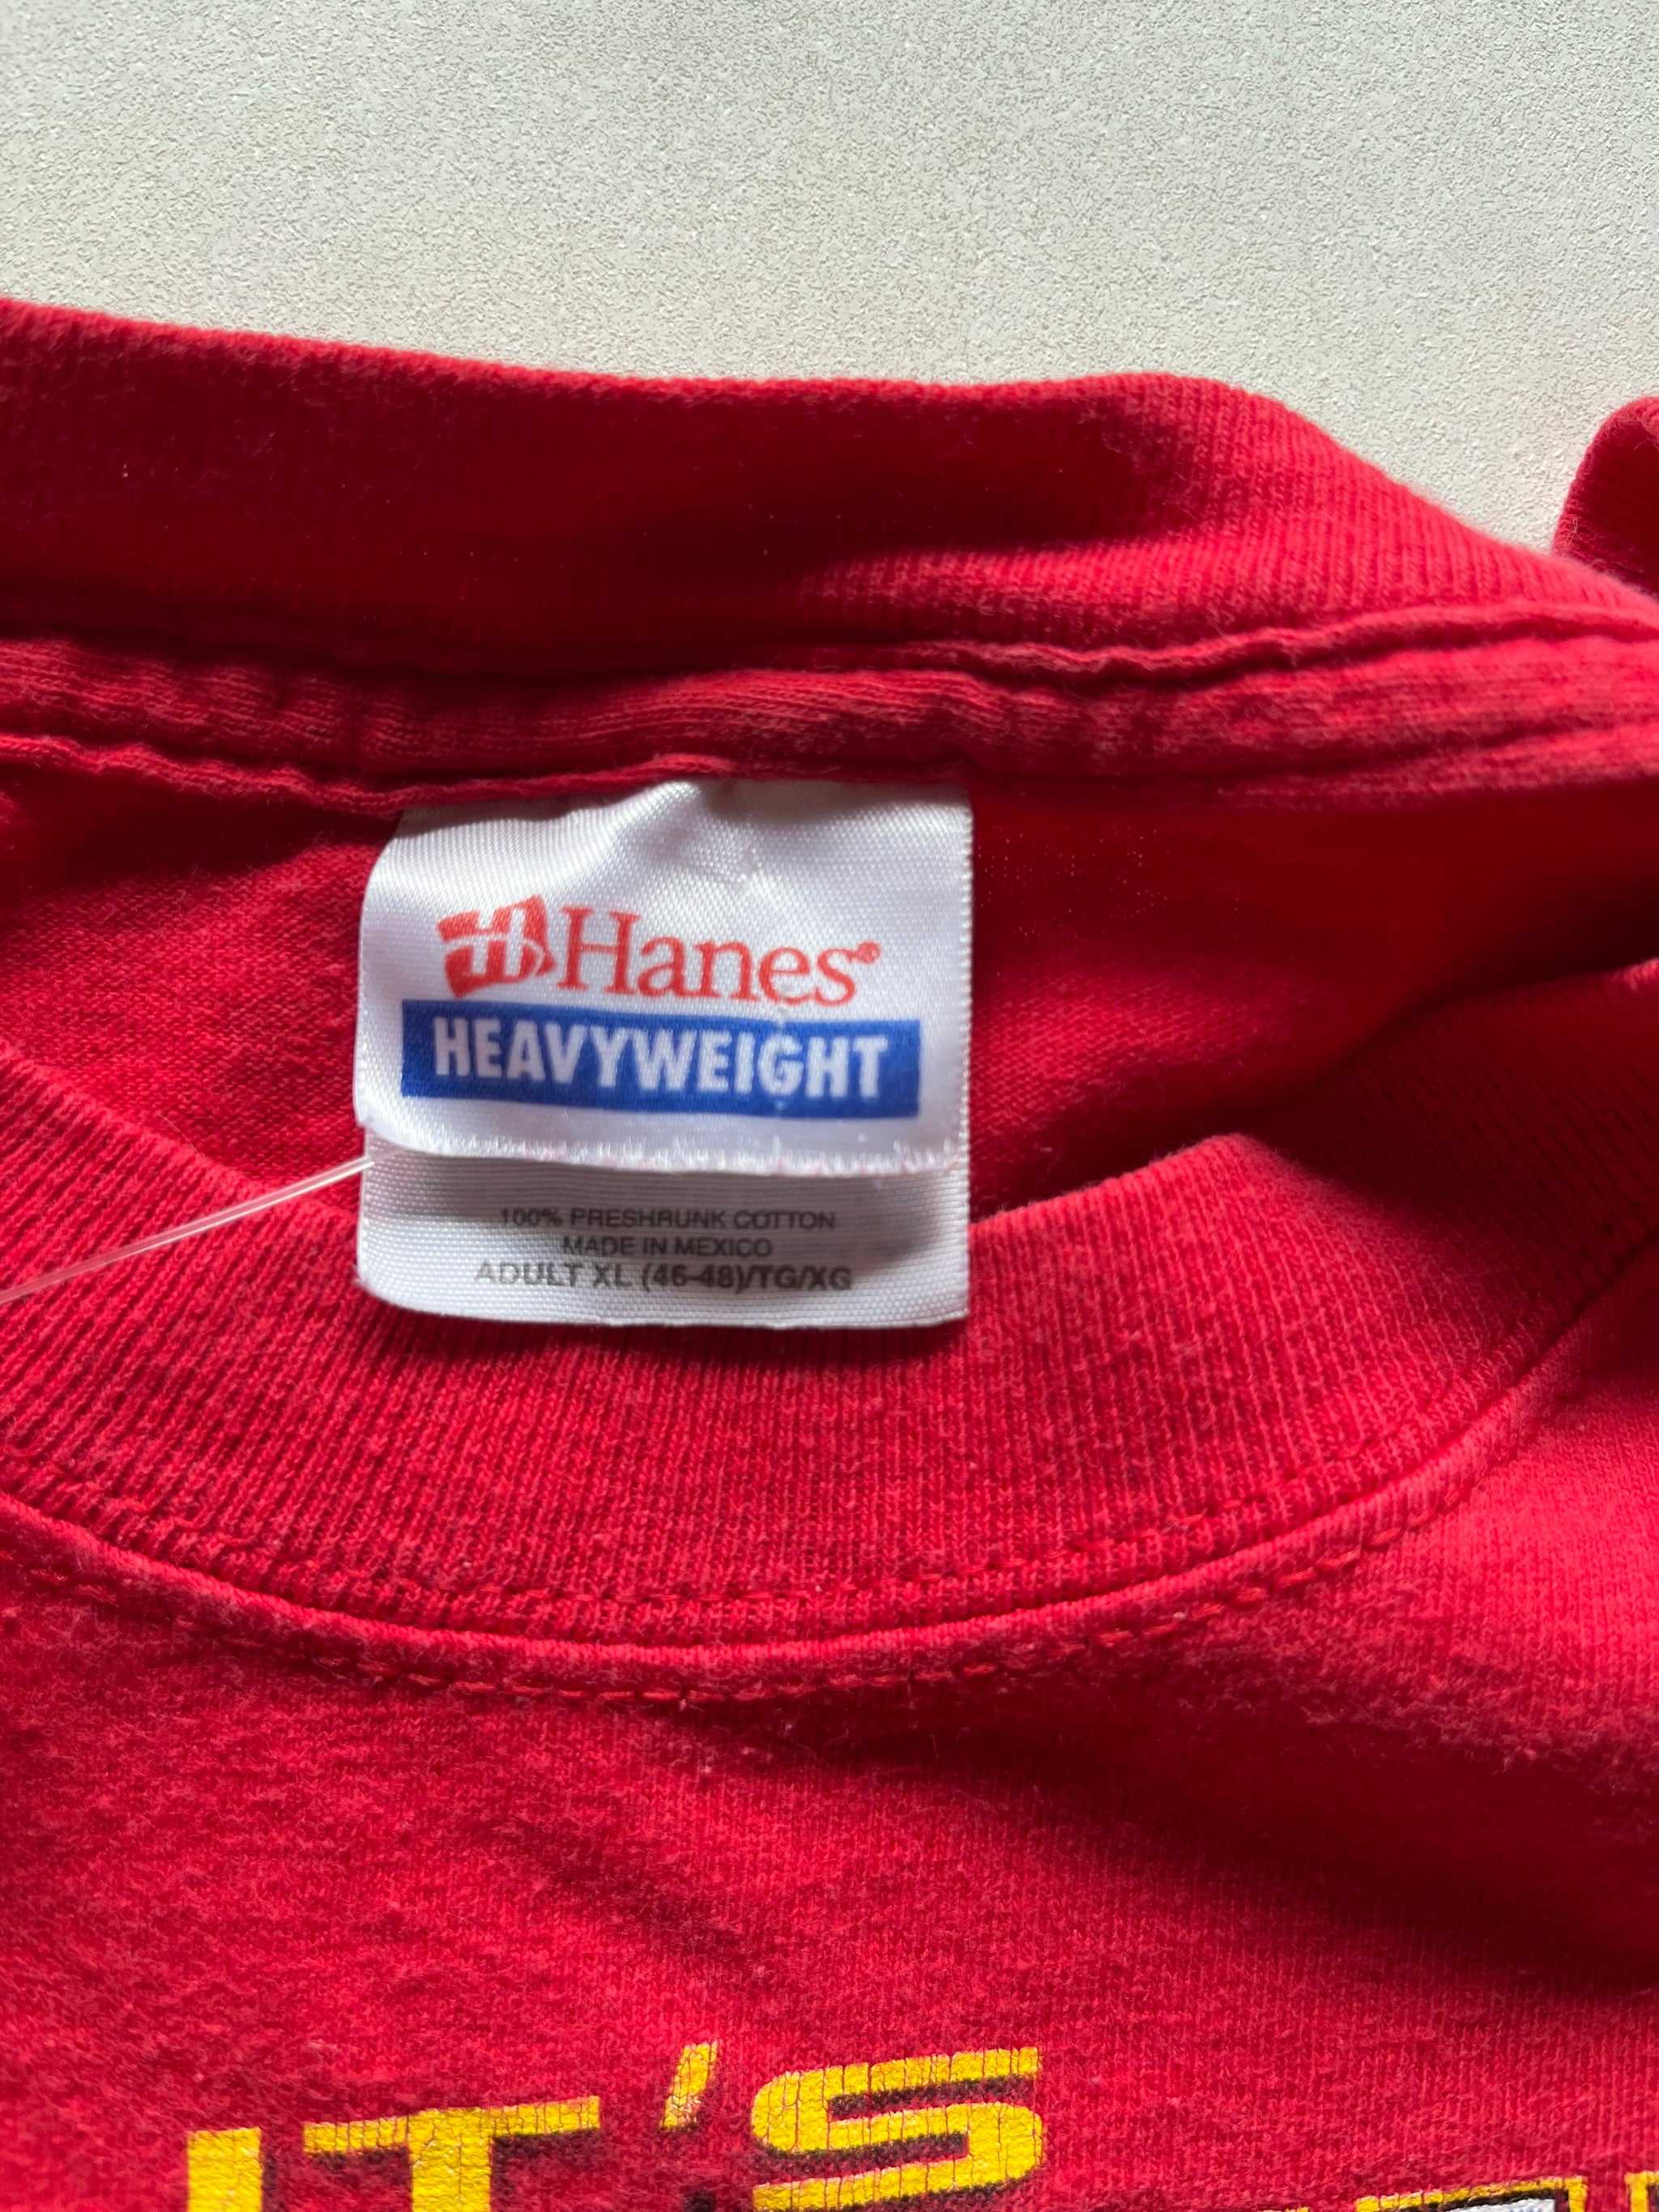 Hanes®
HEAVYWEIGHT
100% PRESHRUNK COTTON
MADE IN MEXICO
ADULT XL (46-48)/TG/XG
IT'S